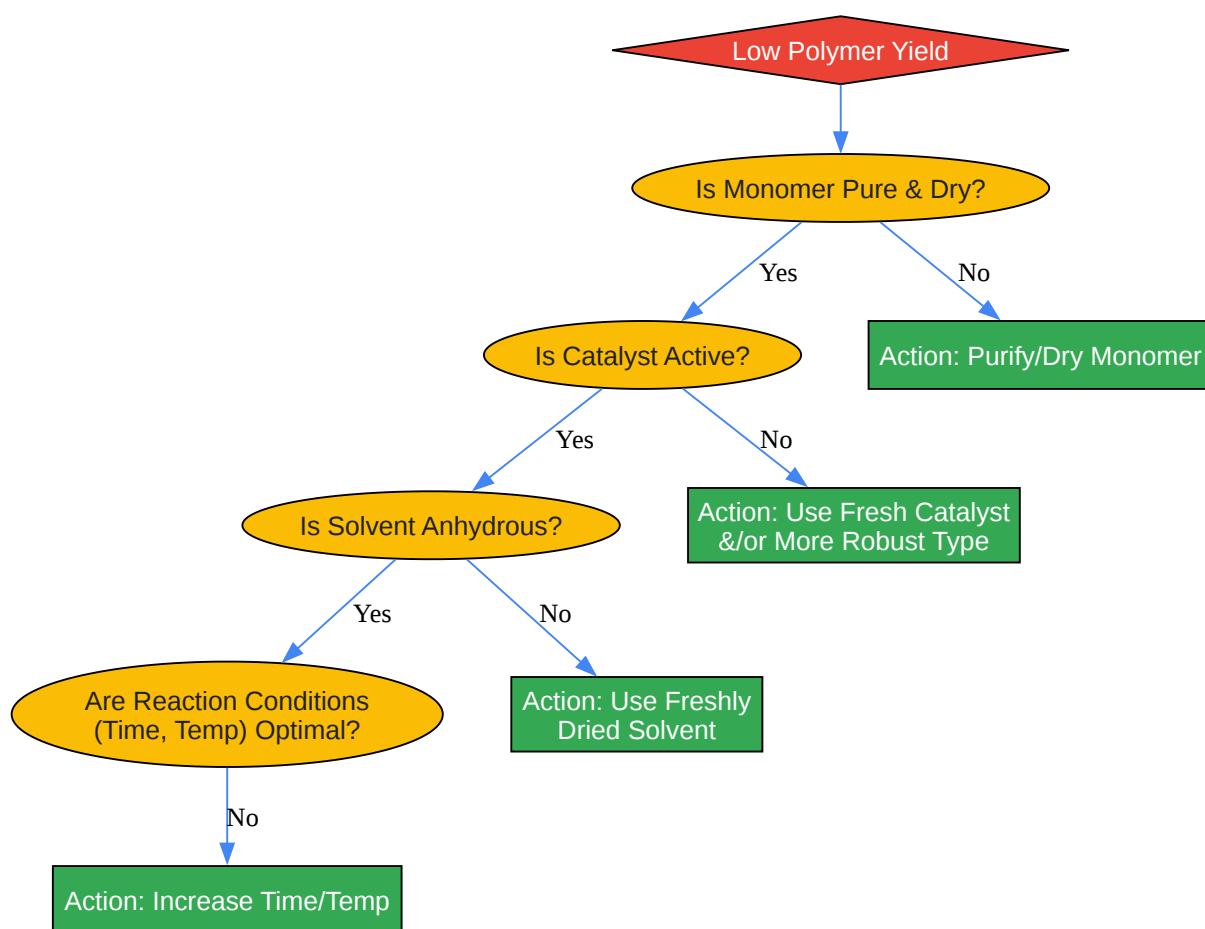 Low Polymer Yield
Is Monomer Pure & Dry?
Yes
No
Is Catalyst Active?
Action: Purify/Dry Monomer
Yes
No
Is Solvent Anhydrous?
Action: Use Fresh Catalyst
&/or More Robust Type
Yes
No
Are Reaction Conditions
(Time, Temp) Optimal?
Action: Use Freshly
Dried Solvent
No
Action: Increase Time/Temp